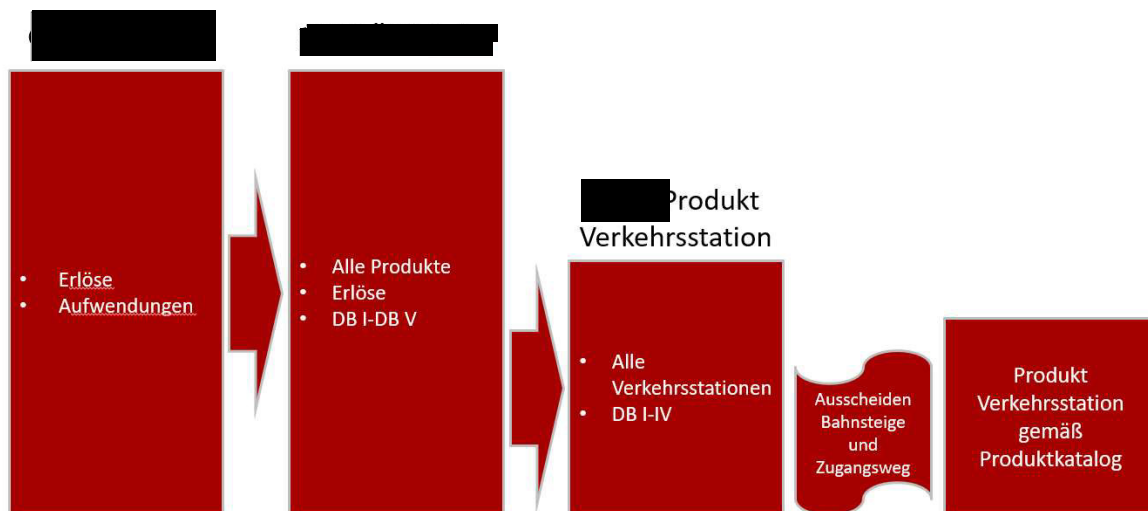 Erlöse
Aufwendungen
Alle Produkte
Erlöse
DB I-DB V
Produkt
Verkehrsstation
Alle
Verkehrsstationen
DB I-IV
Ausscheiden
Bahnsteige
und
Zugangsweg
Produkt
Verkehrsstation
gemäß
Produktkatalog